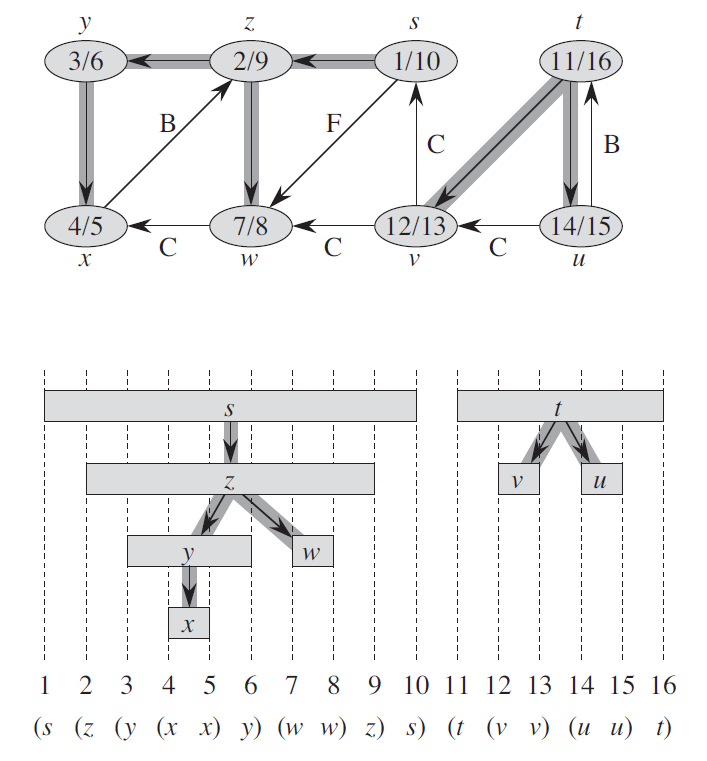 y z s t
3/6 2/9 1/10 11/16
B F C B
4/5 7/8 12/13 14/15
C C C
x w v u
s t
z v u
y w
x
1 2 3 4 5 6 7 8 9 10 11 12 13 14 15 16
(s (z (y (x x) y) (w w) z) s) (t (v v) (u u) t)